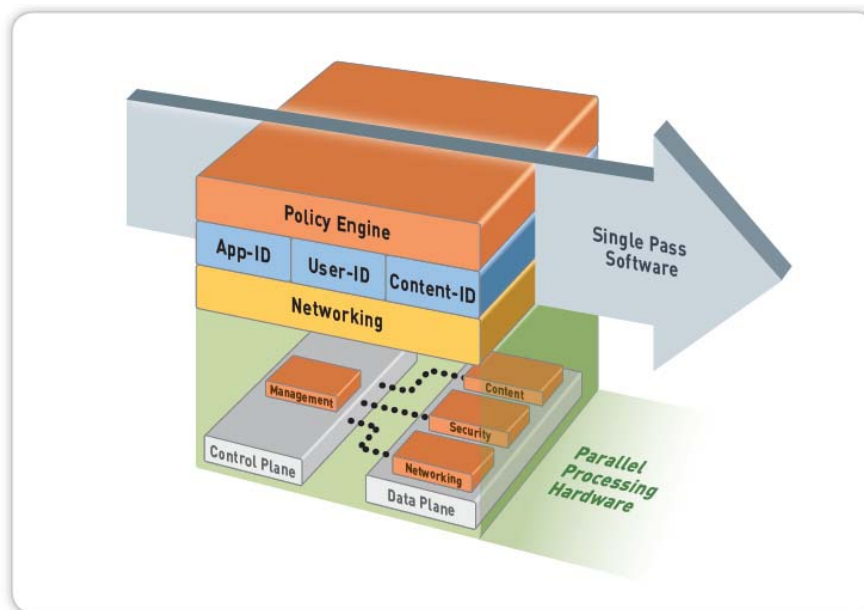 Policy Engine
App-ID
User-ID
Content-ID
Networking
Single Pass
Software
Management
Content
Security
Networking
Control Plane
Data Plane
Parallel
Processing
Hardware